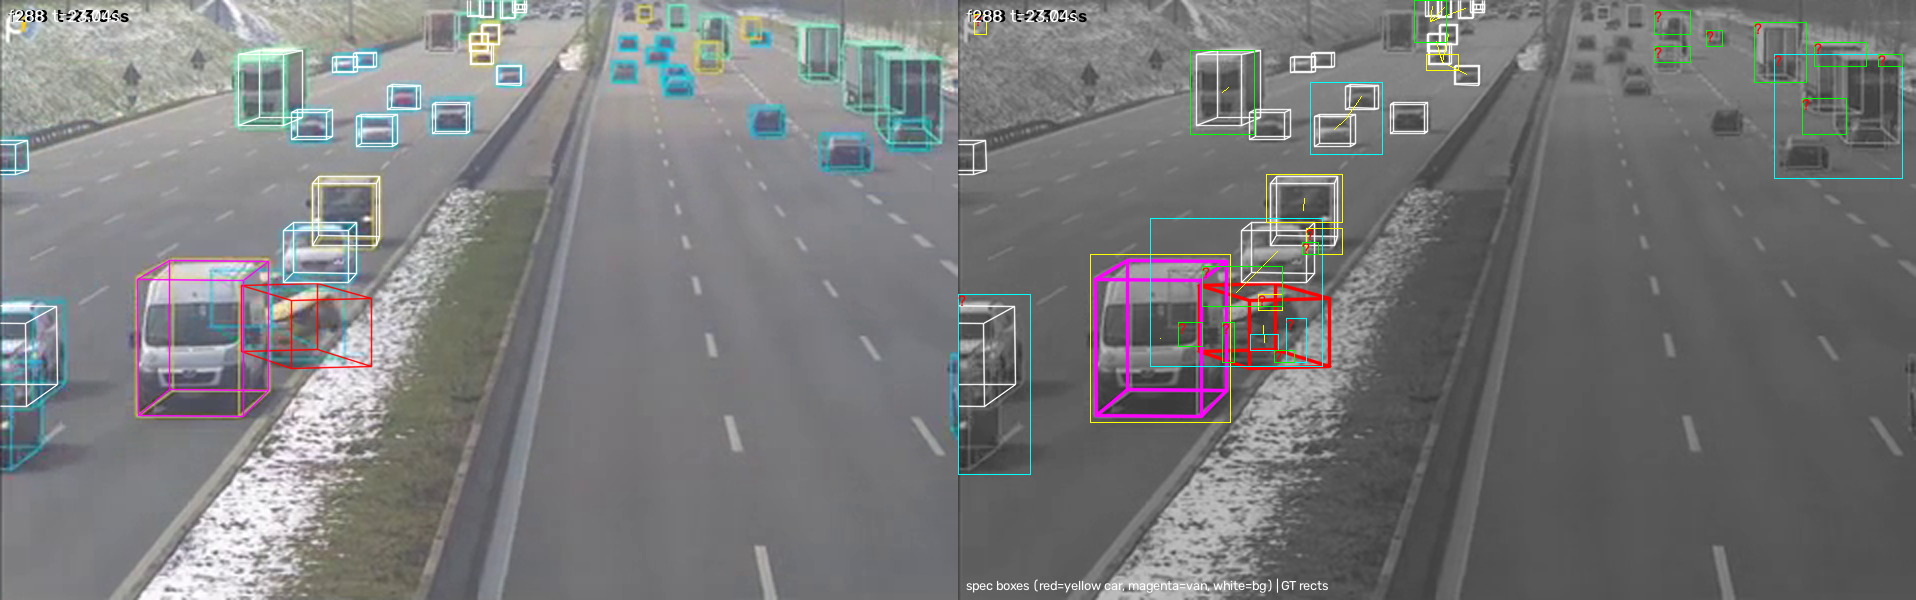 f288 t=23.04s
f288 t=23.04s
spec boxes (red=yellow car, magenta=van, white=bg) | GT rects